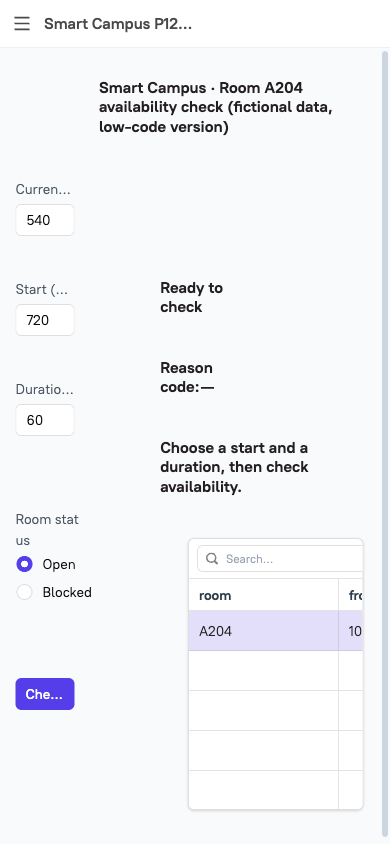 Smart Campus P12...
Smart Campus · Room A204
availability check (fictional data,
low-code version)
Curren...
540
Start (...
720
Ready to
check
Reason
code:—
Duratio...
60
Choose a start and a
duration, then check
availability.
Room stat
us
Open
Blocked
Search...
room
fro
A204
10
Che...